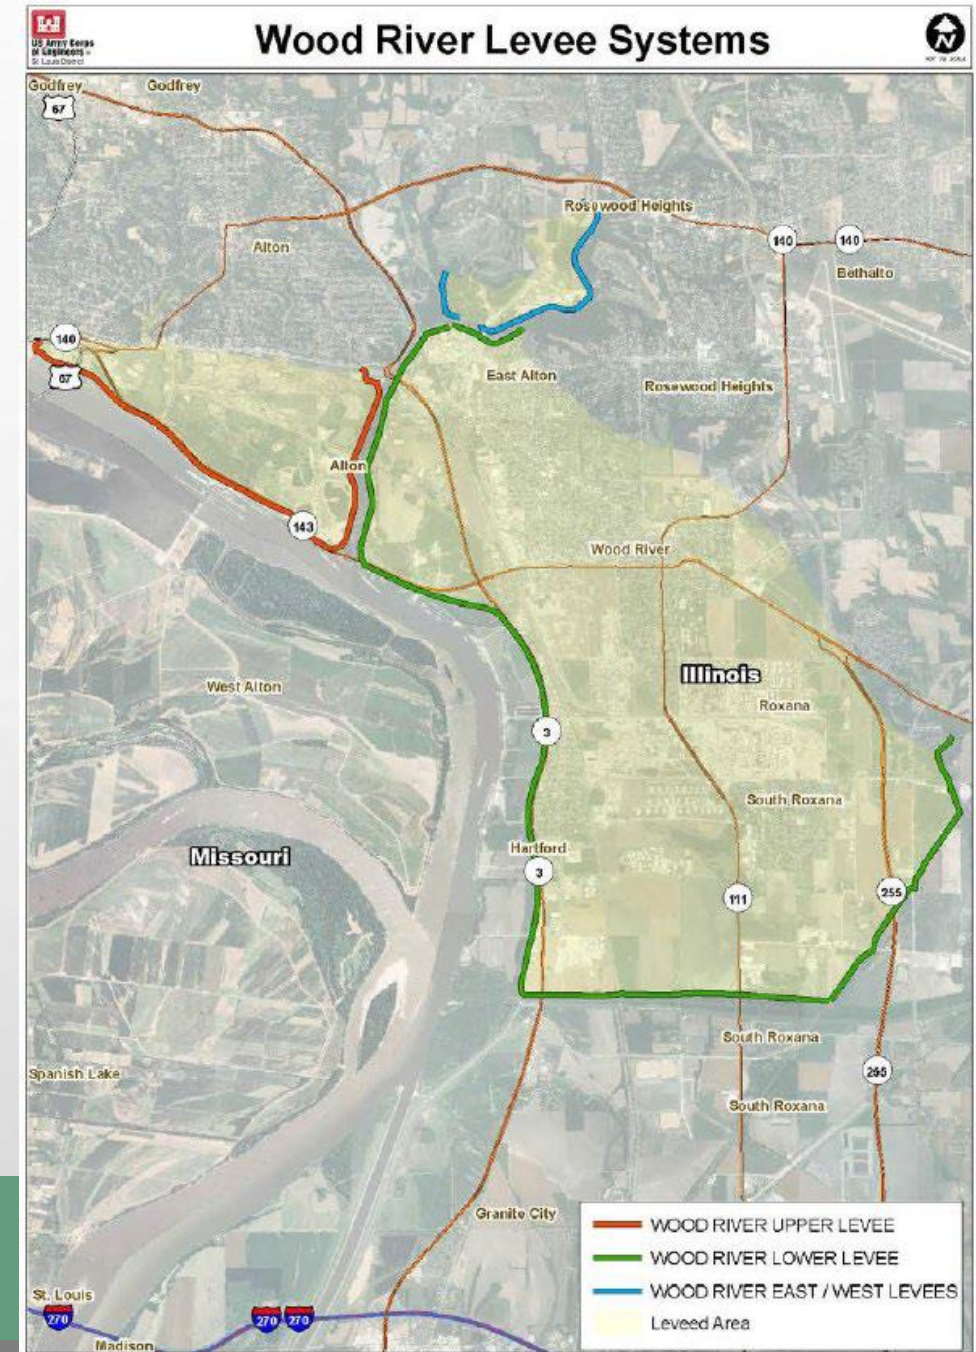 US Army Corps
of Engineers
St. Louis District
Wood River Levee Systems
N
Godfrey
Godfrey
67
Rosewood Heights
Alton
140
140
Bethalto
140
67
East Alton
Rosewood Heights
Alton
143
Wood River
Illinois
West Alton
Roxana
3
South Roxana
Hartford
Missouri
3
111
255
South Roxana
Spanish Lake
255
South Roxana
Granite City
WOOD RIVER UPPER LEVEE
WOOD RIVER LOWER LEVEE
WOOD RIVER EAST / WEST LEVEES
Leveed Area
St. Louis
270
270
270
Madison